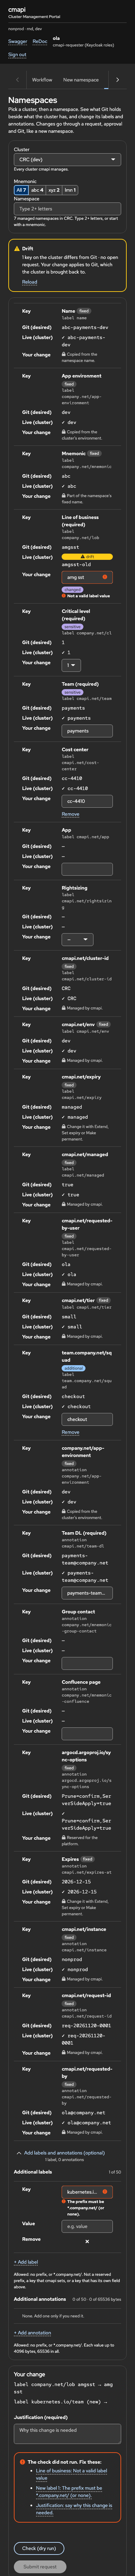 cmapi
Cluster Management Portal
nonprod · md, dev
Swagger
ReDoc
ola
cmapi-requester (Keycloak roles)
Sign out
Workflow
New namespace
Namespaces
Pick a cluster, then a namespace. See what Git holds
and what the cluster has, for every label and its
annotations. Changes go through a request, approval
and Git, like a new namespace.
Cluster
CRC (dev)
Every cluster cmapi manages.
Mnemonic
All 7
abc 4
xyz 2
lmn 1
Namespace
Type 2+ letters
7 managed namespaces in CRC. Type 2+ letters, or start
with a mnemonic.
Drift
1 key on the cluster differs from Git - no open
request. Your change applies to Git, which
the cluster is brought back to.
Reload
Key
Name
fixed
label name
Git (desired)
abc-payments-dev
Live (cluster)
✓ abc-payments-
dev
Your change
Copied from the
namespace's name.
Key
App environment
fixed
label
company.net/app-
environment
Git (desired)
dev
Live (cluster)
✓ dev
Your change
Copied from the
cluster's environment.
Key
Mnemonic
fixed
label
company.net/mnemonic
Git (desired)
abc
Live (cluster)
✓ abc
Your change
Part of the namespace's
fixed name.
Key
Line of business
(required)
label
company.net/lob
Git (desired)
amgsst
Live (cluster)
drift
amgsst-old
Your change
amg sst
changed
Not a valid label value
Key
Critical level
(required)
sensitive
label company.net/cl
Git (desired)
1
Live (cluster)
✓ 1
Your change
1
Key
Team (required)
sensitive
label company.net/team
Git (desired)
payments
Live (cluster)
✓ payments
Your change
payments
Remove
Key
Cost center
label
company.net/cost-
center
Git (desired)
cc-4410
Live (cluster)
✓ cc-4410
Your change
cc-4410
Key
App
label company.net/app
Git (desired)
—
Live (cluster)
—
Your change
Key
Rightsizing
label
company.net/rightsizin
g
Git (desired)
—
Live (cluster)
—
Your change
—
Key
cmapi.net/cluster-id
fixed
label
cmapi.net/cluster-id
Git (desired)
CRC
Live (cluster)
✓ CRC
Your change
Managed by cmapi.
Key
cmapi.net/env
fixed
label cmapi.net/env
Git (desired)
dev
Live (cluster)
✓ dev
Your change
Managed by cmapi.
Key
cmapi.net/expiry
fixed
label
cmapi.net/expiry
Git (desired)
managed
Live (cluster)
✓ managed
Your change
Change it with Extend,
Set expiry or Make
permanent.
Key
cmapi.net/managed
fixed
label
cmapi.net/managed
Git (desired)
true
Live (cluster)
✓ true
Your change
Managed by cmapi.
Key
cmapi.net/requested-
by-user
fixed
label
cmapi.net/requested-
by-user
Git (desired)
ola
Live (cluster)
✓ ola
Your change
Managed by cmapi.
Key
cmapi.net/tier
fixed
label cmapi.net/tier
Git (desired)
small
Live (cluster)
✓ small
Your change
Managed by cmapi.
Key
team.company.net/sq
uad
additional
label
team.company.net/squ
ad
Git (desired)
checkout
Live (cluster)
✓ checkout
Your change
checkout
Remove
Key
company.net/app-
environment
fixed
annotation
company.net/app-
environment
Git (desired)
dev
Live (cluster)
✓ dev
Your change
Copied from the
cluster's environment.
Key
Team DL (required)
annotation
company.net/team-dl
Git (desired)
payments-
team@company.net
Live (cluster)
✓ payments-
team@company.net
Your change
payments-team...
Key
Group contact
annotation
company.net/mnemonic
-group-contact
Git (desired)
—
Live (cluster)
—
Your change
Key
Confluence page
annotation
company.net/mnemonic
-confluence
Git (desired)
—
Live (cluster)
—
Your change
Key
argocd.argoproj.io/sy
nc-options
fixed
annotation
argocd.argoproj.io/s
ync-options
Git (desired)
Prune=confirm,Ser
verSideApply=true
Live (cluster)
✓
Prune=confirm,Ser
verSideApply=true
Your change
Reserved for the
platform.
Key
Expires
fixed
annotation
cmapi.net/expires-at
Git (desired)
2026-12-15
Live (cluster)
✓ 2026-12-15
Your change
Change it with Extend,
Set expiry or Make
permanent.
Key
cmapi.net/instance
fixed
annotation
cmapi.net/instance
Git (desired)
nonprod
Live (cluster)
✓ nonprod
Your change
Managed by cmapi.
Key
cmapi.net/request-id
fixed
annotation
cmapi.net/request-id
Git (desired)
req-20261120-0001
Live (cluster)
✓ req-20261120-
0001
Your change
Managed by cmapi.
Key
cmapi.net/requested-
by
fixed
annotation
cmapi.net/requested-
by
Git (desired)
ola@company.net
Live (cluster)
✓ ola@company.net
Your change
Managed by cmapi.
Add labels and annotations (optional)
1 label, 0 annotations
Additional labels
1 of 50
Key
kubernetes.i...
The prefix must be
*.company.net/ (or
none).
Value
e.g. value
Remove
×
+ Add label
Allowed: no prefix, or *.company.net/. Not a reserved
prefix, a key that cmapi sets, or a key that has its own field
above.
Additional annotations
0 of 50 · 0 of 65536 bytes
None. Add one only if you need it.
+ Add annotation
Allowed: no prefix, or *.company.net/. Each value up to
4096 bytes, 65536 in all.
Your change
label company.net/lob amgsst → amg
sst
label kubernetes.io/team (new) →
Justification (required)
Why this change is needed
The check did not run. Fix these:
Line of business: Not a valid label
value
New label 1: The prefix must be
*.company.net/ (or none).
Justification: say why this change is
needed.
Check (dry run)
Submit request